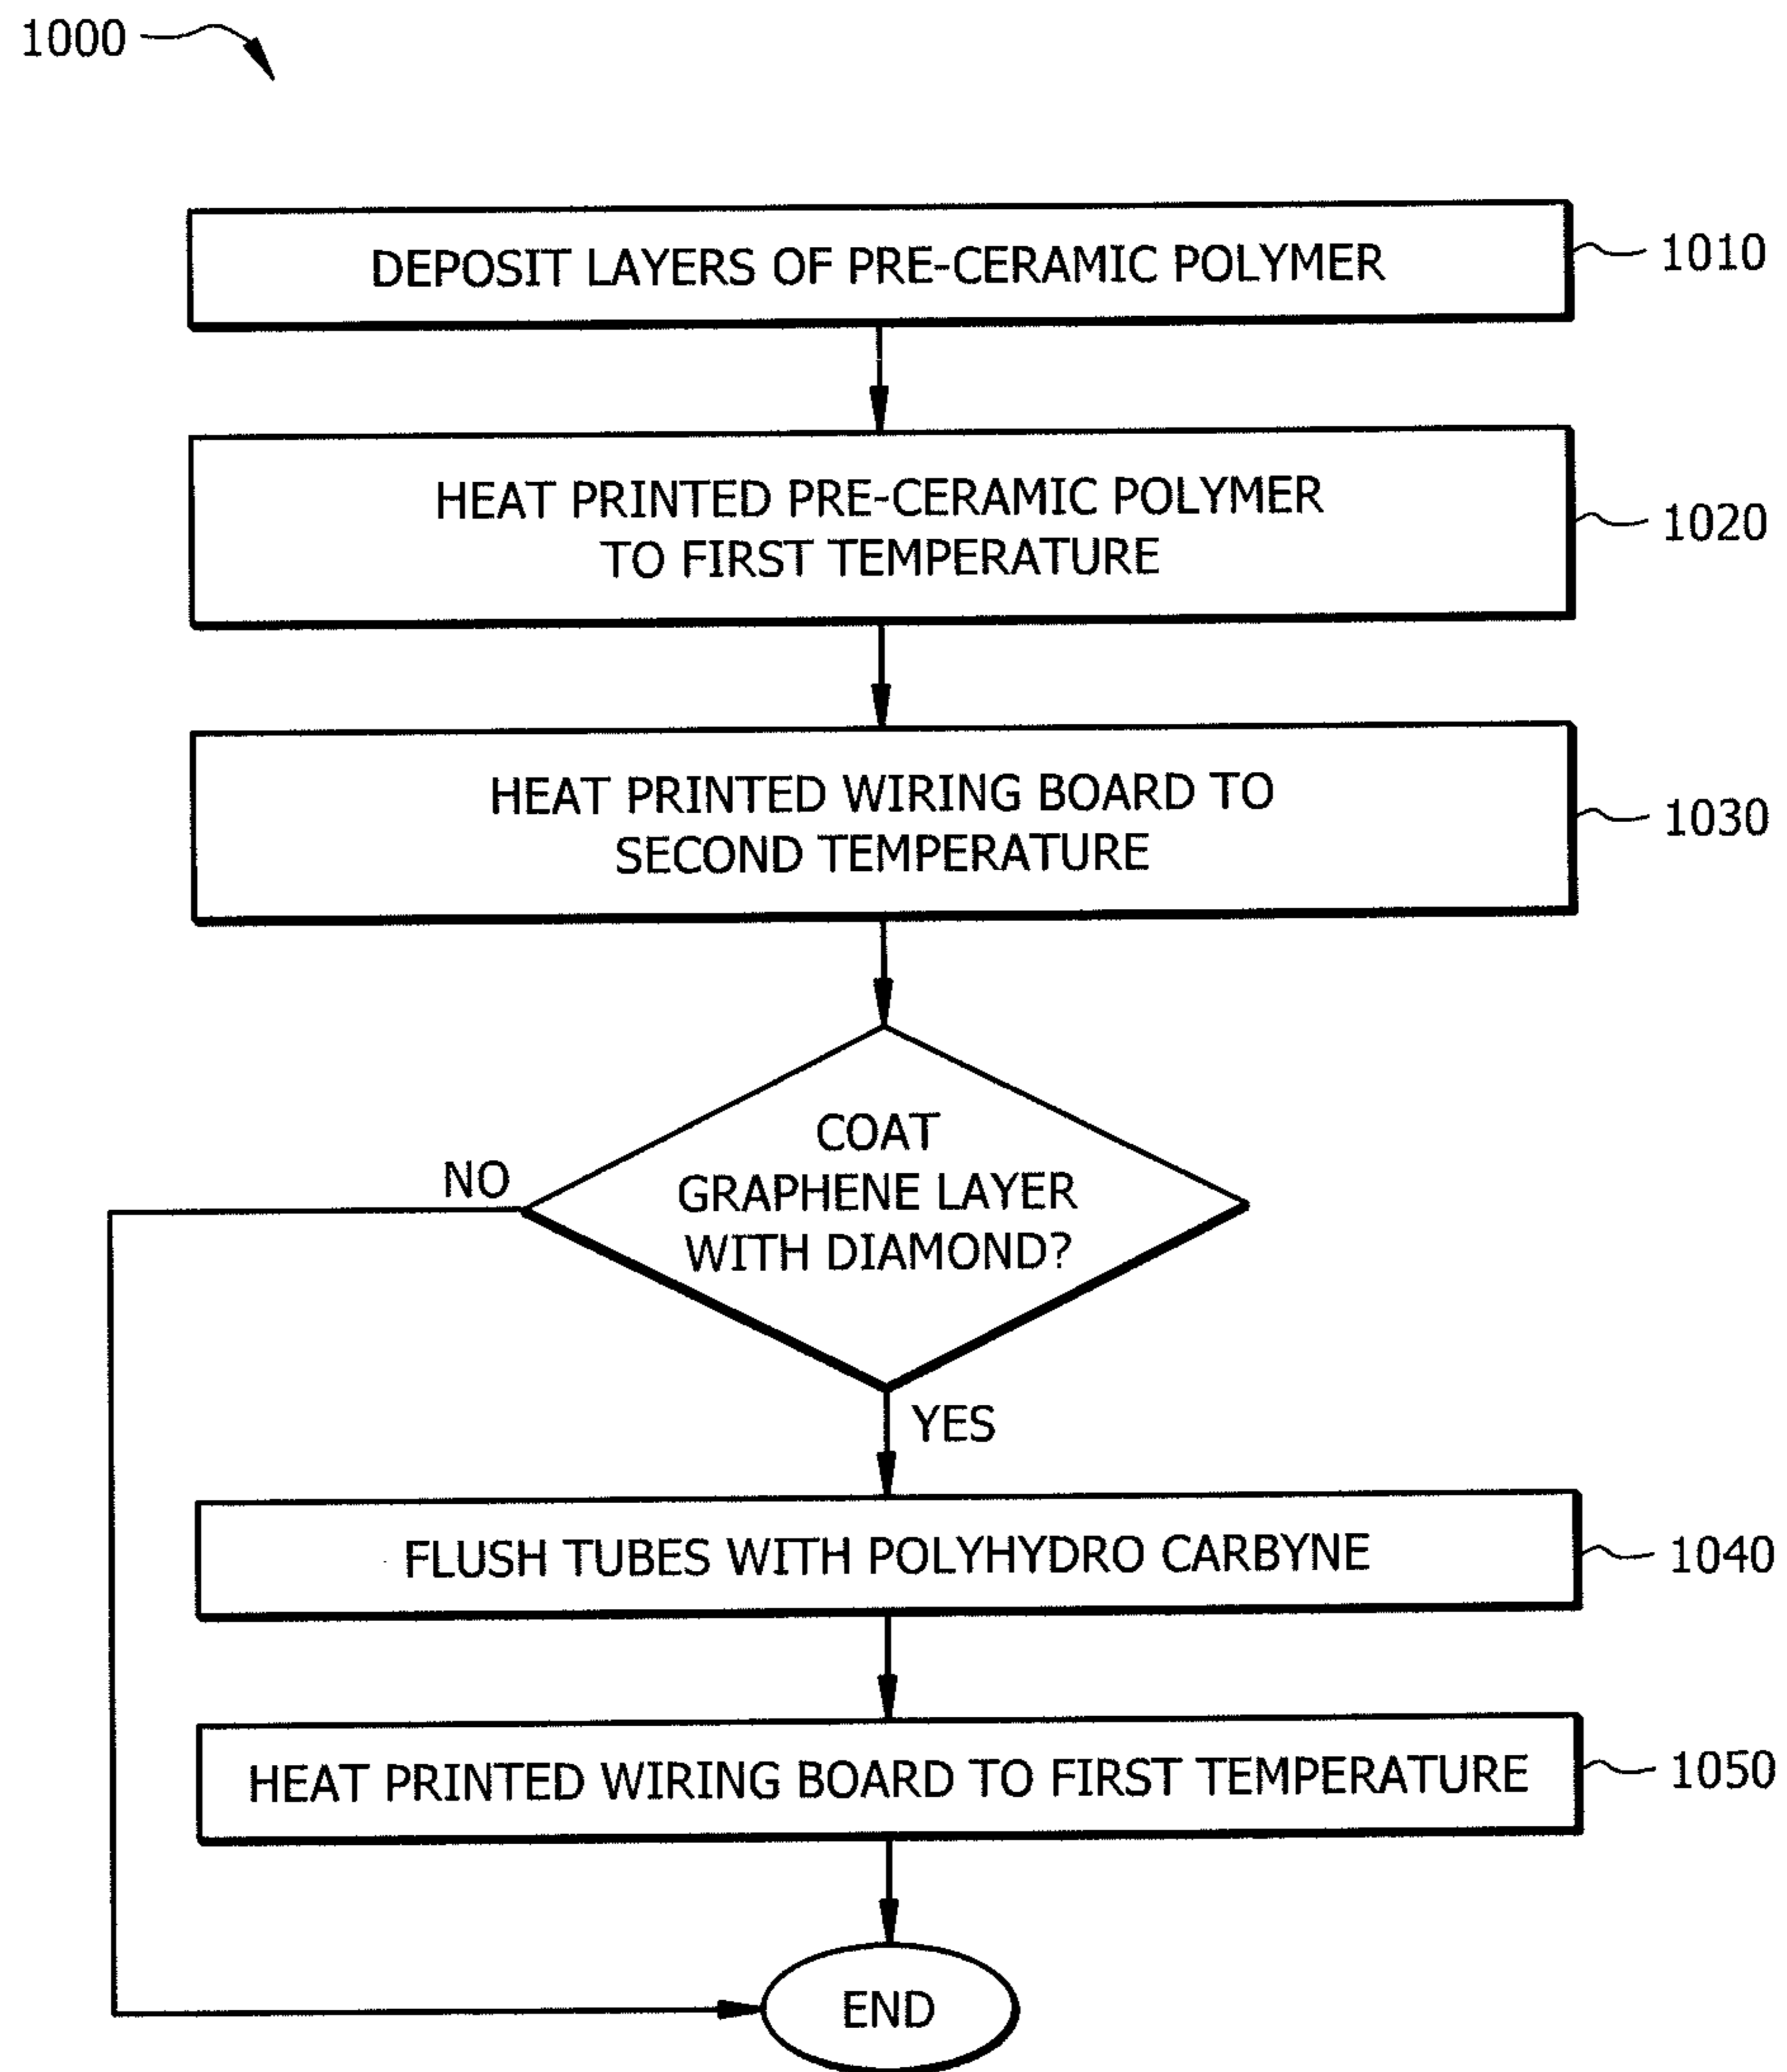 1000
DEPOSIT LAYERS OF PRE-CERAMIC POLYMER
1010
HEAT PRINTED PRE-CERAMIC POLYMER
TO FIRST TEMPERATURE
1020
HEAT PRINTED WIRING BOARD TO
SECOND TEMPERATURE
1030
COAT
GRAPHENE LAYER
WITH DIAMOND?
NO
YES
FLUSH TUBES WITH POLYHYDRO CARBYNE
1040
HEAT PRINTED WIRING BOARD TO FIRST TEMPERATURE
1050
END